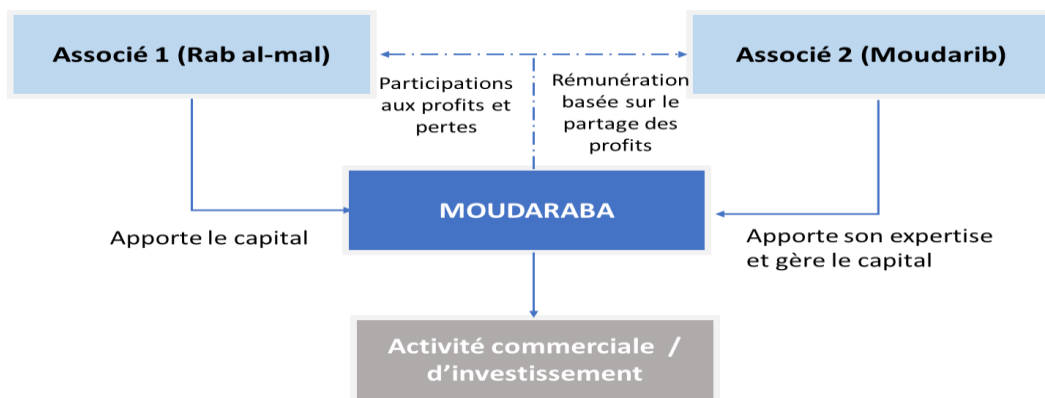 Associé 1 (Rab al-mal)
Associé 2 (Moudarib)
Participations
aux profits et
pertes
Rémunération
basée sur le
partage des
profits
MOUDARABA
Apporte le capital
Apporte son expertise
et gère le capital
Activité commerciale /
d’investissement